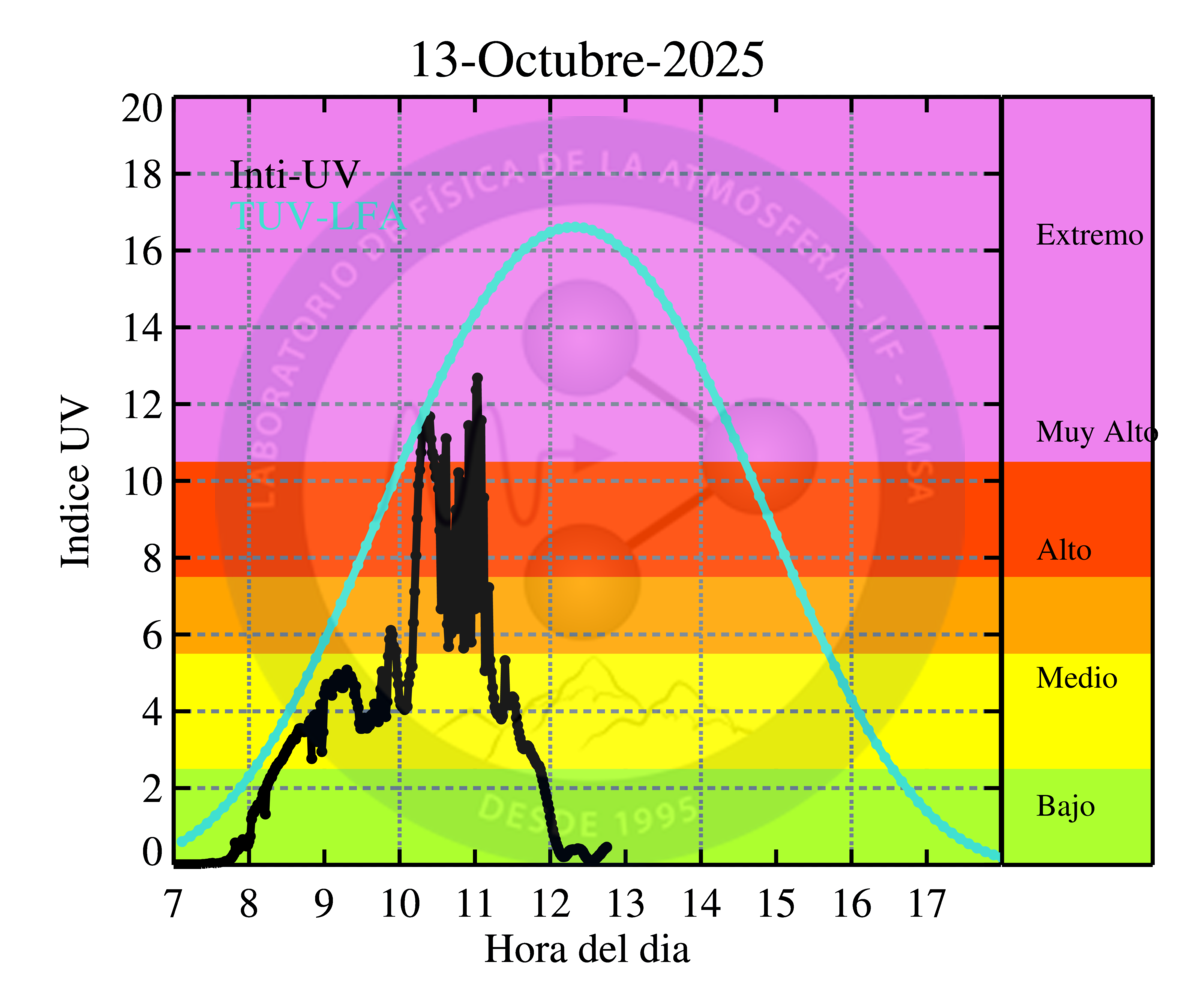 13-Octubre-2025
Inti-UV
TUV-LFA
LABORATORIO DE FÍSICA DE LA ATMÓSFERA - IIF - UMSA
DESDE 1995
Indice UV
20
18
16
14
12
10
8
6
4
2
0
Extremo
Muy Alto
Alto
Medio
Bajo
7 8 9 10 11 12 13 14 15 16 17
Hora del dia